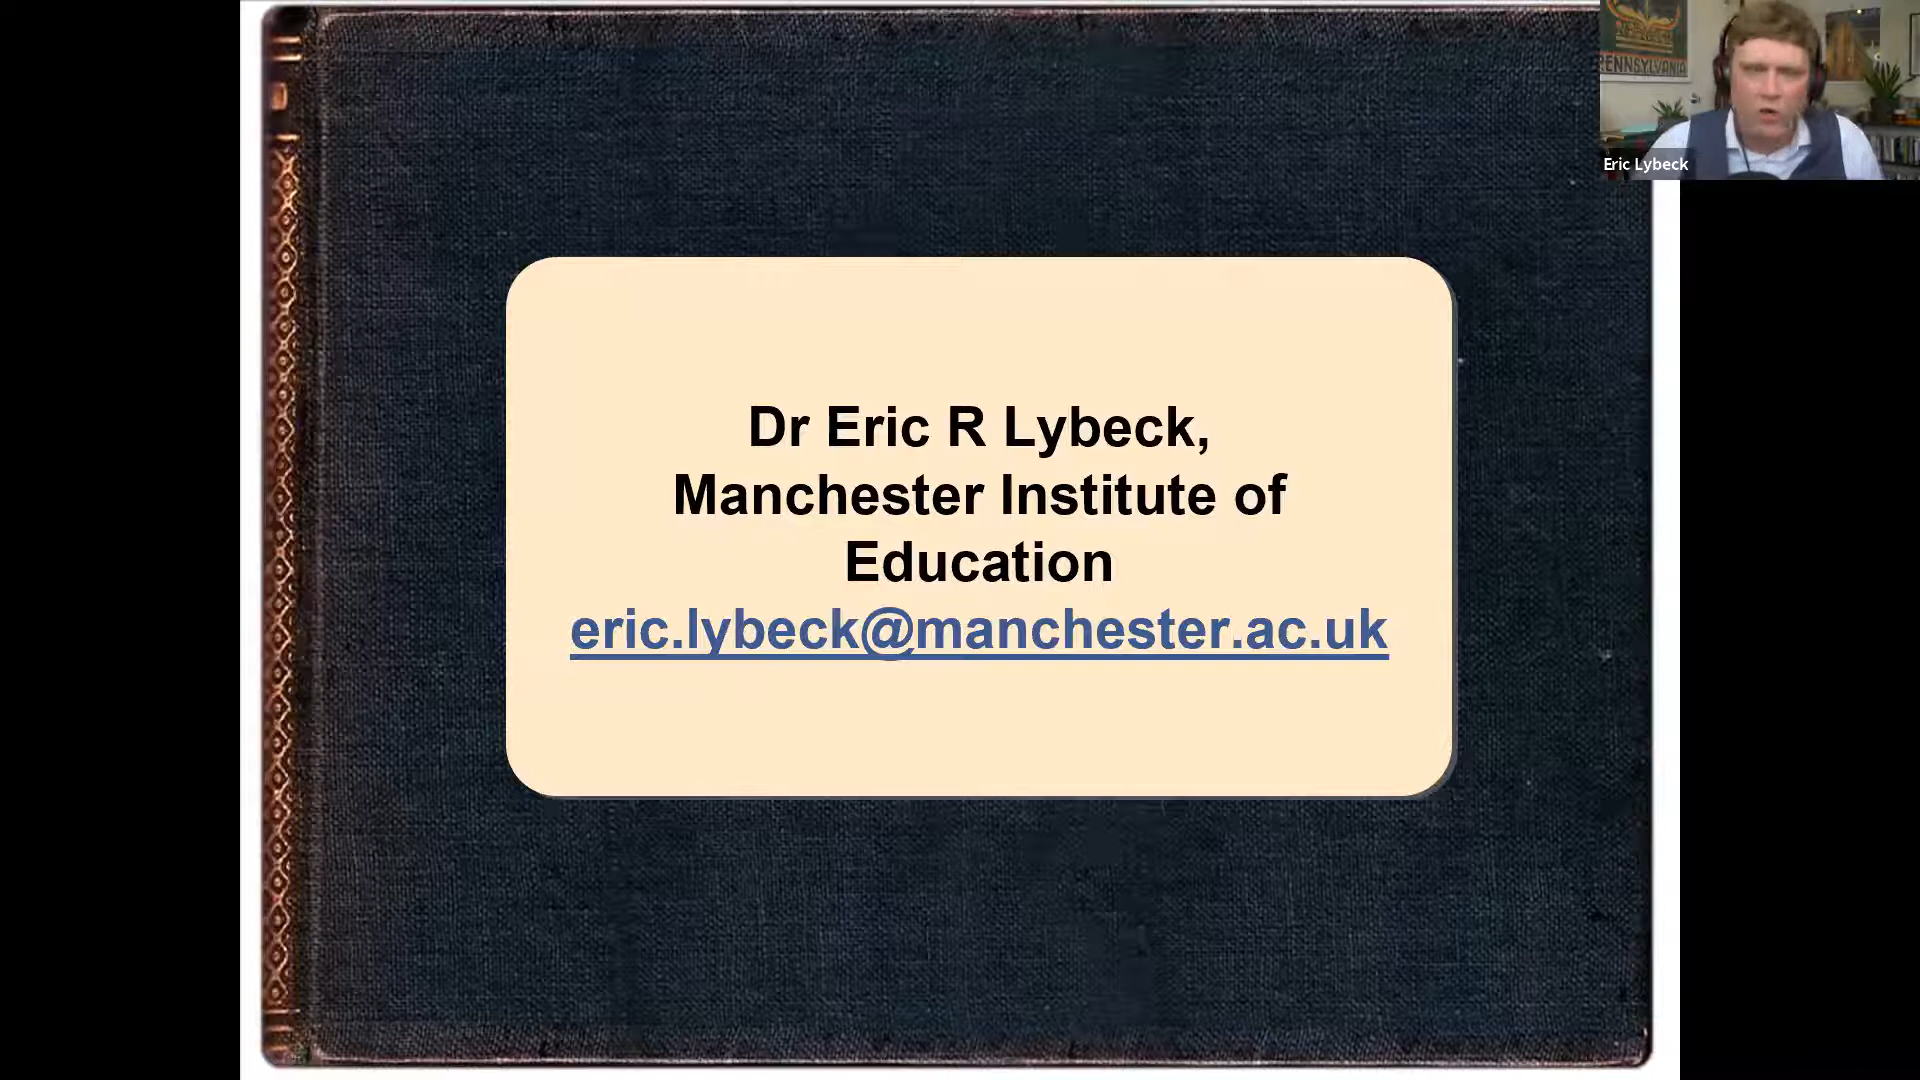 Dr Eric R Lybeck,
Manchester Institute of
Education
eric.lybeck@manchester.ac.uk
PENNSYLVANIA
Eric Lybeck